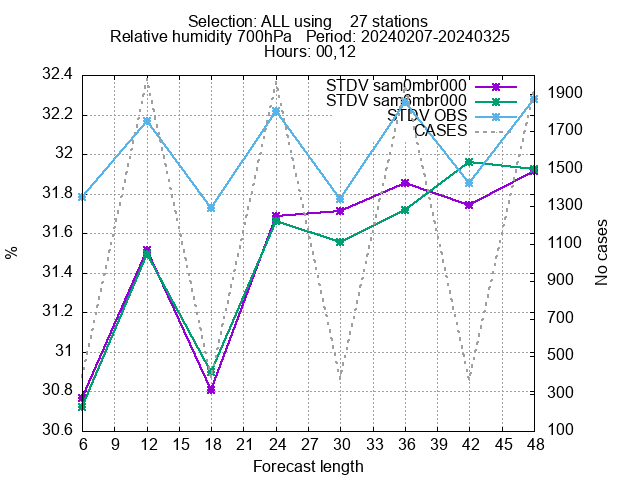 Selection: ALL using    27 stations
Relative humidity 700hPa   Period: 20240207-20240325
Hours: 00,12
STDV sam0mbr000
STDV sam0mbr000
STDV OBS
CASES
32.4
32.2
32
31.8
31.6
31.4
31.2
31
30.8
30.6
%
1900
1700
1500
1300
1100
900
700
500
300
100
No cases
6 9 12 15 18 21 24 27 30 33 36 39 42 45 48
Forecast length